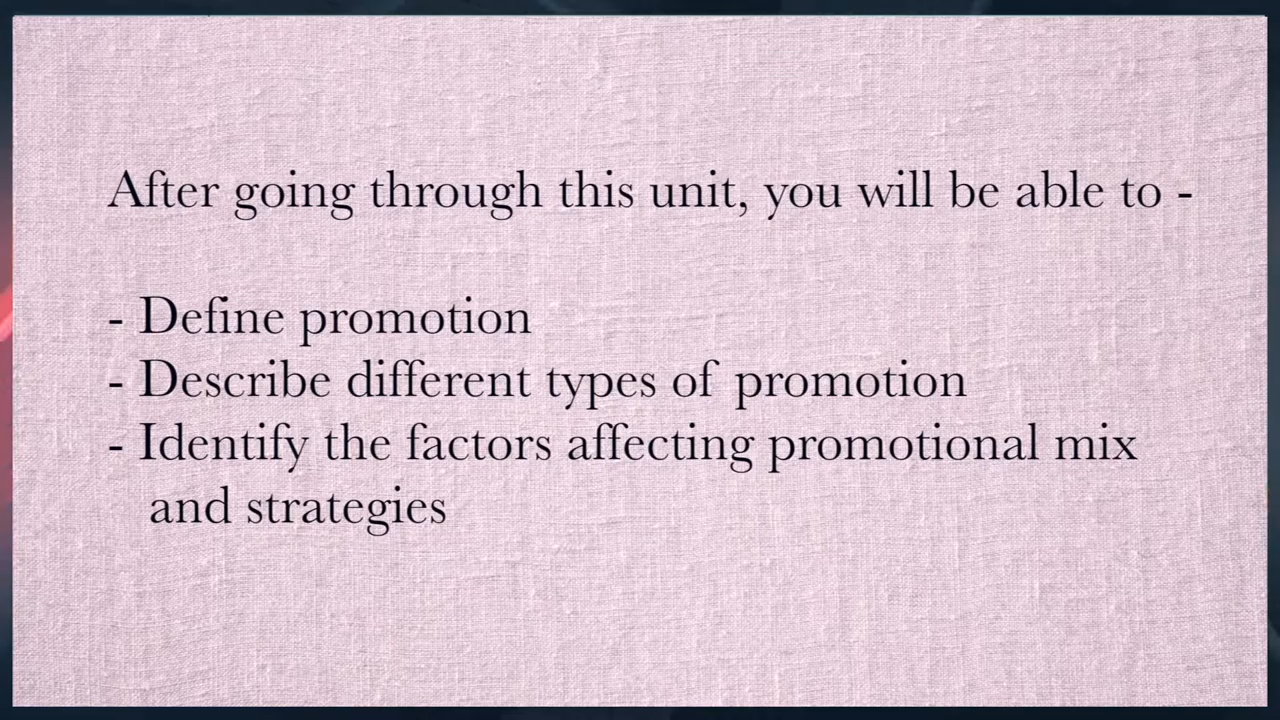 After going through this unit, you will be able to -
- Define promotion
- Describe different types of promotion
- Identify the factors affecting promotional mix
and strategies